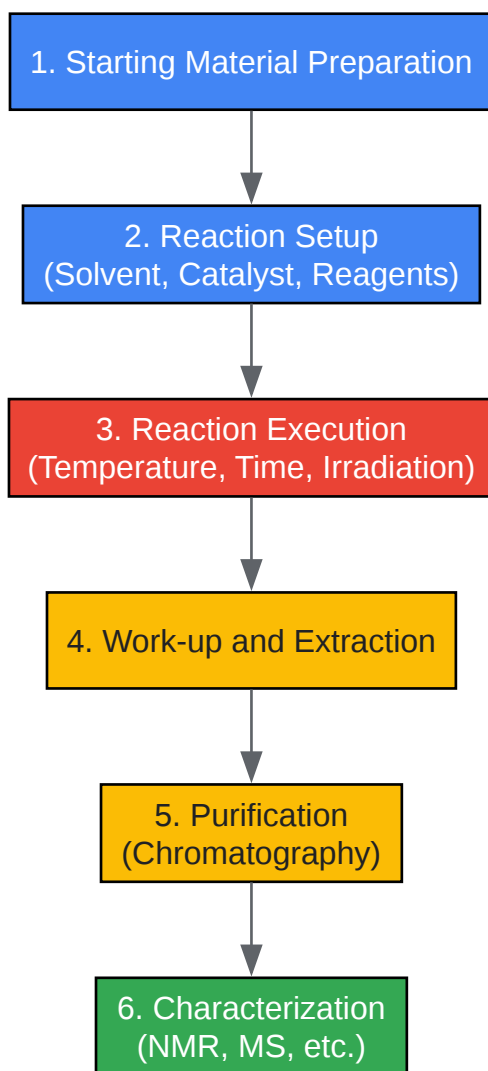 1. Starting Material Preparation
2. Reaction Setup
(Solvent, Catalyst, Reagents)
3. Reaction Execution
(Temperature, Time, Irradiation)
4. Work-up and Extraction
5. Purification
(Chromatography)
6. Characterization
(NMR, MS, etc.)